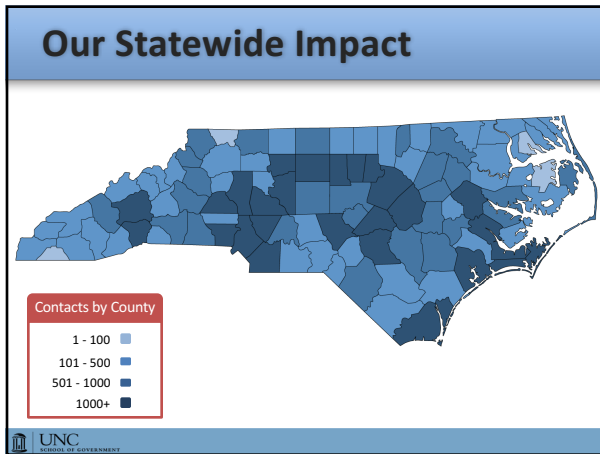 Our Statewide Impact
Contacts by County
1 - 100
101 - 500
501 - 1000
1000+
UNC
SCHOOL OF GOVERNMENT